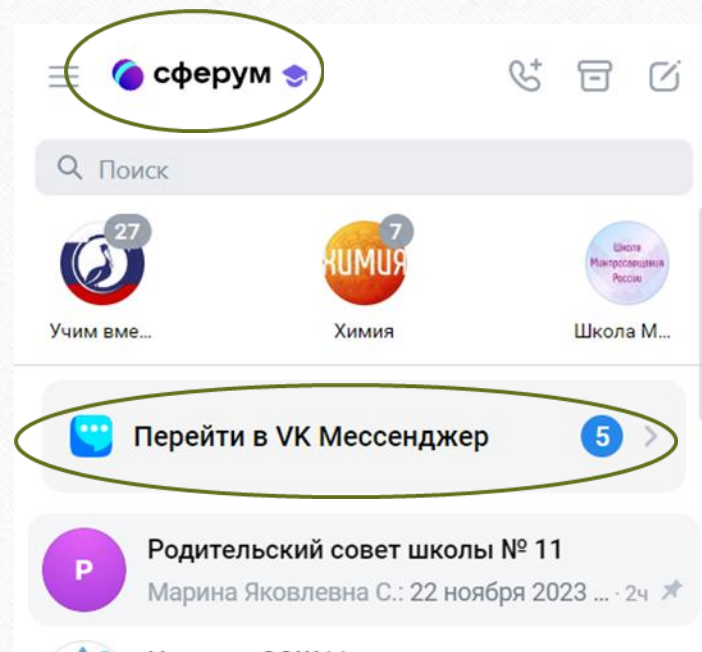 сферум
Поиск
27
7
ХИМИЯ
Школа
Минпросвещения
России
Учим вме...
Химия
Школа М...
Перейти в VK Мессенджер 5
Р
Родительский совет школы № 11
Марина Яковлевна С.: 22 ноября 2023 ... · 2ч